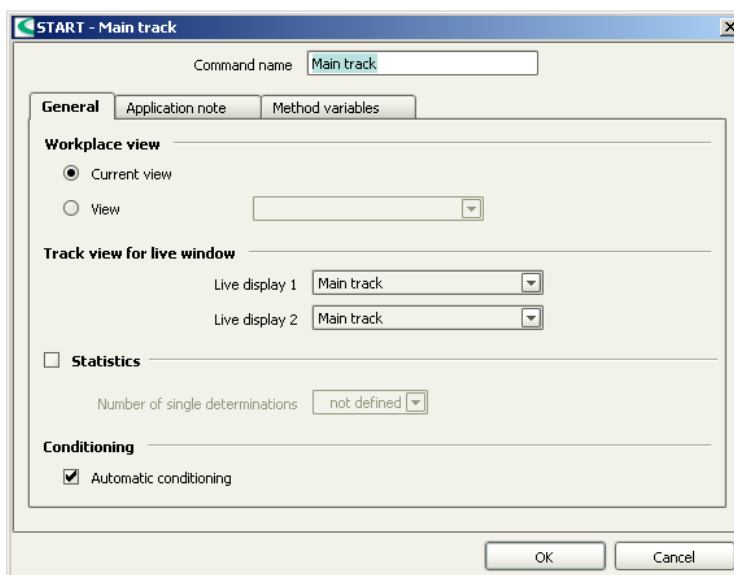 START - Main track
Command name Main track
General Application note Method variables
Workplace view
Current view
View
Track view for live window
Live display 1 Main track
Live display 2 Main track
Statistics
Number of single determinations not defined
Conditioning
Automatic conditioning
OK Cancel